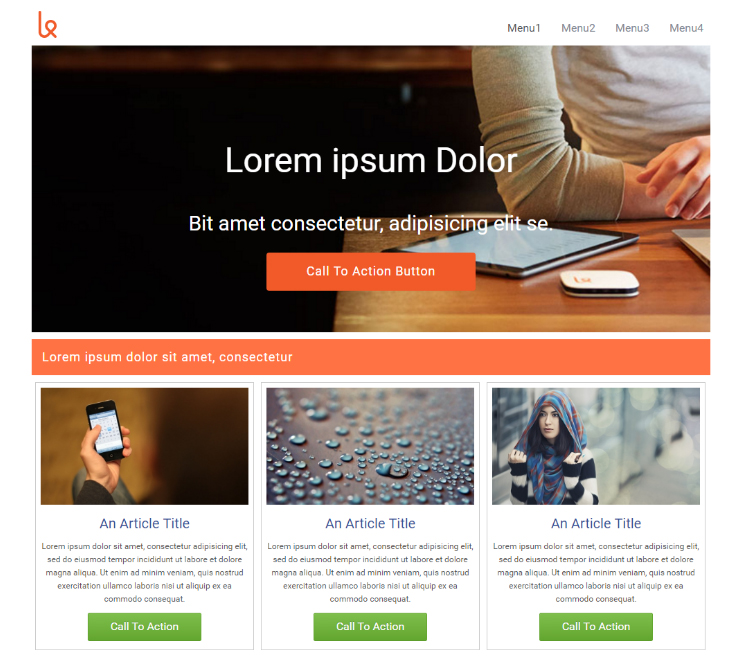 Menu1 Menu2 Menu3 Menu4
Lorem ipsum Dolor
Bit amet consectetur, adipisicing elit se.
Call To Action Button
Lorem ipsum dolor sit amet, consectetur
An Article Title
Lorem ipsum dolor sit amet, consectetur adipisicing elit,
sed do eiusmod tempor incididunt ut labore et dolore
magna aliqua. Ut enim ad minim veniam, quis nostrud
exercitation ullamco laboris nisi ut aliquip ex ea
commodo consequat.
Call To Action
An Article Title
Lorem ipsum dolor sit amet, consectetur adipisicing elit,
sed do eiusmod tempor incididunt ut labore et dolore
magna aliqua. Ut enim ad minim veniam, quis nostrud
exercitation ullamco laboris nisi ut aliquip ex ea
commodo consequat.
Call To Action
An Article Title
Lorem ipsum dolor sit amet, consectetur adipisicing elit,
sed do eiusmod tempor incididunt ut labore et dolore
magna aliqua. Ut enim ad minim veniam, quis nostrud
exercitation ullamco laboris nisi ut aliquip ex ea
commodo consequat.
Call To Action